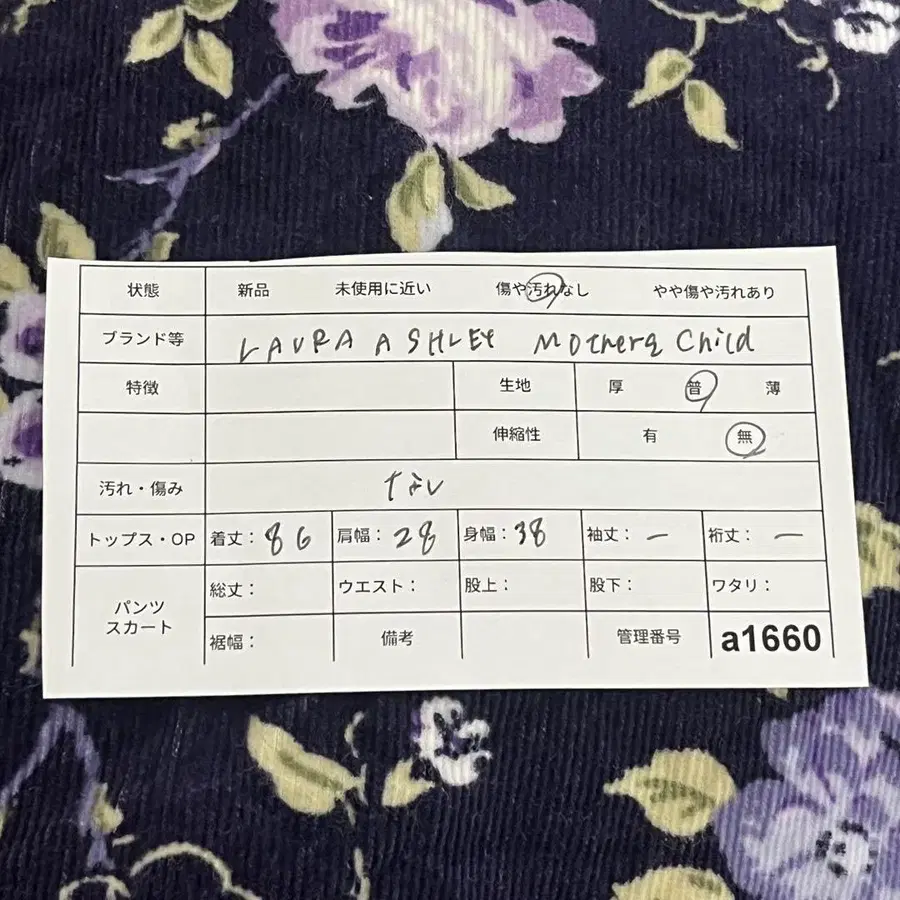 状態 新品 未使用に近い 傷や汚れなし やや傷や汚れあり
ブランド等 LAURA ASHLEY Mother& Child
特徴 生地 厚 普 薄
伸縮性 有 無
汚れ・傷み なし
トップス・OP 着丈：86 肩幅：28 身幅：38 袖丈：ー 裄丈：ー
パンツ スカート 総丈： ウエスト： 股上： 股下： ワタリ：
裾幅： 備考 管理番号 a1660